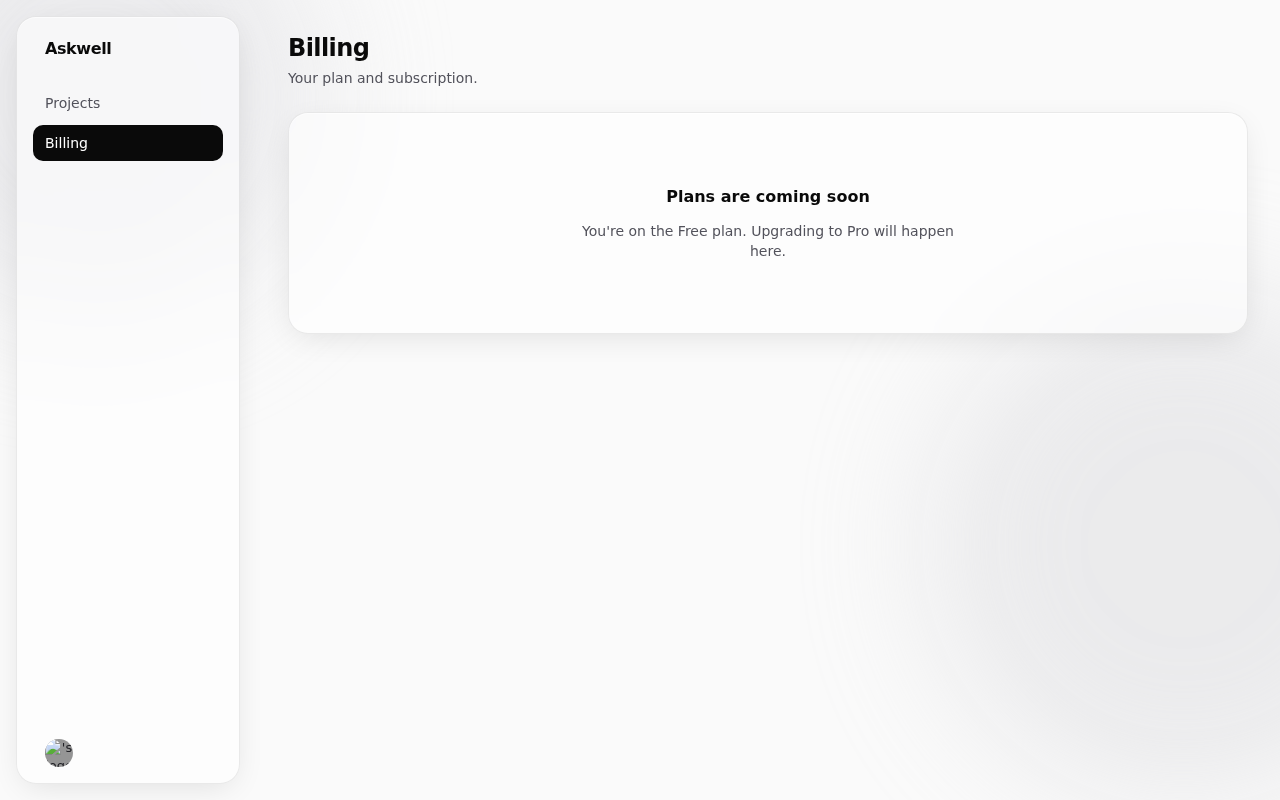 Askwell
Projects
Billing
Billing
Your plan and subscription.
Plans are coming soon
You're on the Free plan. Upgrading to Pro will happen
here.